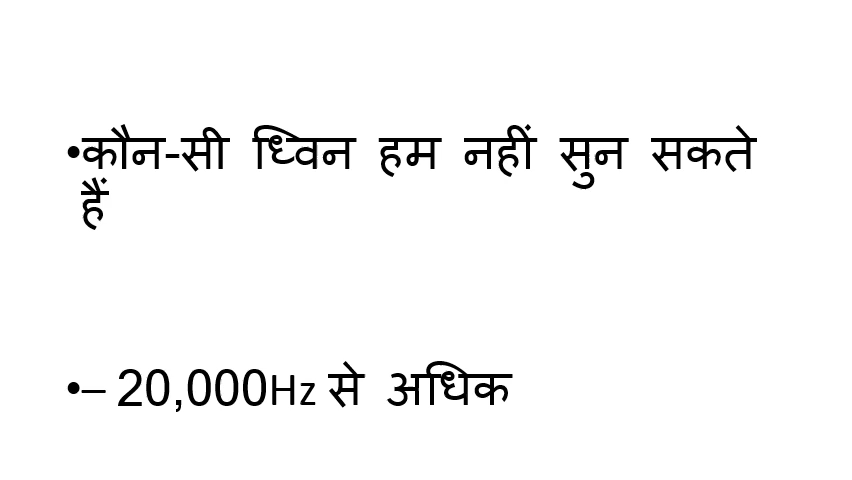 •कौन-सी ध्विन हम नहीं सुन सकते
हैं
•– 20,000Hz से अधिक